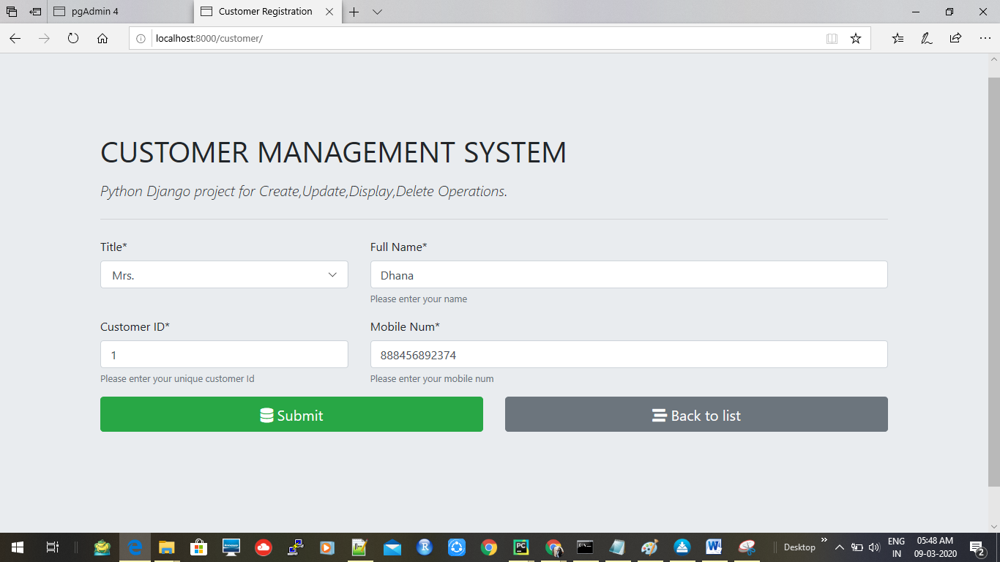 pgAdmin 4
Customer Registration
localhost:8000/customer/
CUSTOMER MANAGEMENT SYSTEM
Python Django project for Create,Update,Display,Delete Operations.
Title* Full Name*
Mrs. Dhana
Please enter your name
Customer ID* Mobile Num*
1 888456892374
Please enter your unique customer Id Please enter your mobile num
Submit Back to list
Desktop
ENG
IN
05:48 AM
09-03-2020
2